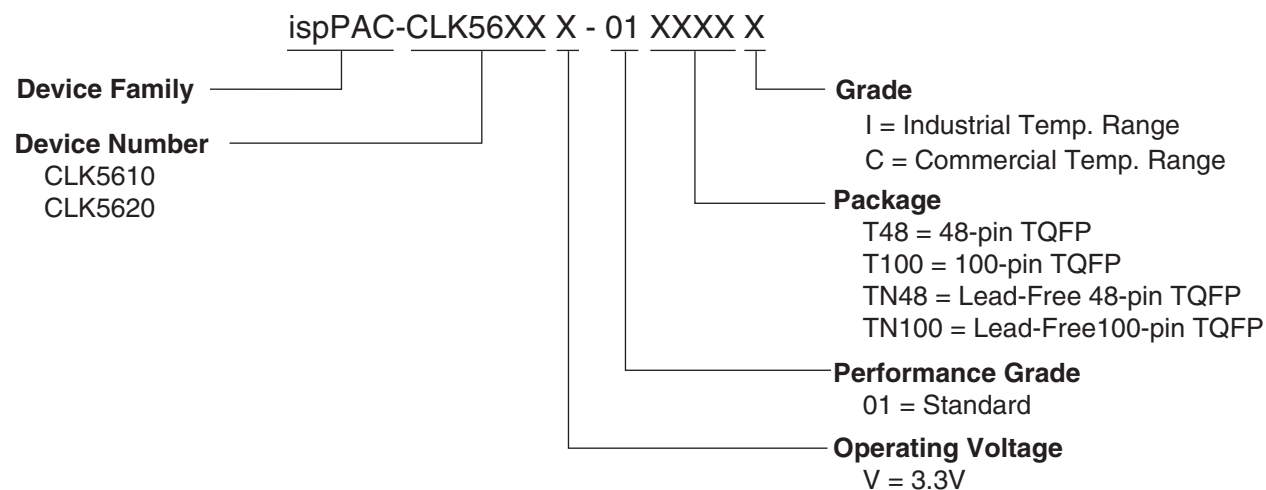 ispPAC-CLK56XX X - 01 XXXX X
Device Family
Device Number
CLK5610
CLK5620
Grade
I = Industrial Temp. Range
C = Commercial Temp. Range
Package
T48 = 48-pin TQFP
T100 = 100-pin TQFP
TN48 = Lead-Free 48-pin TQFP
TN100 = Lead-Free100-pin TQFP
Performance Grade
01 = Standard
Operating Voltage
V = 3.3V